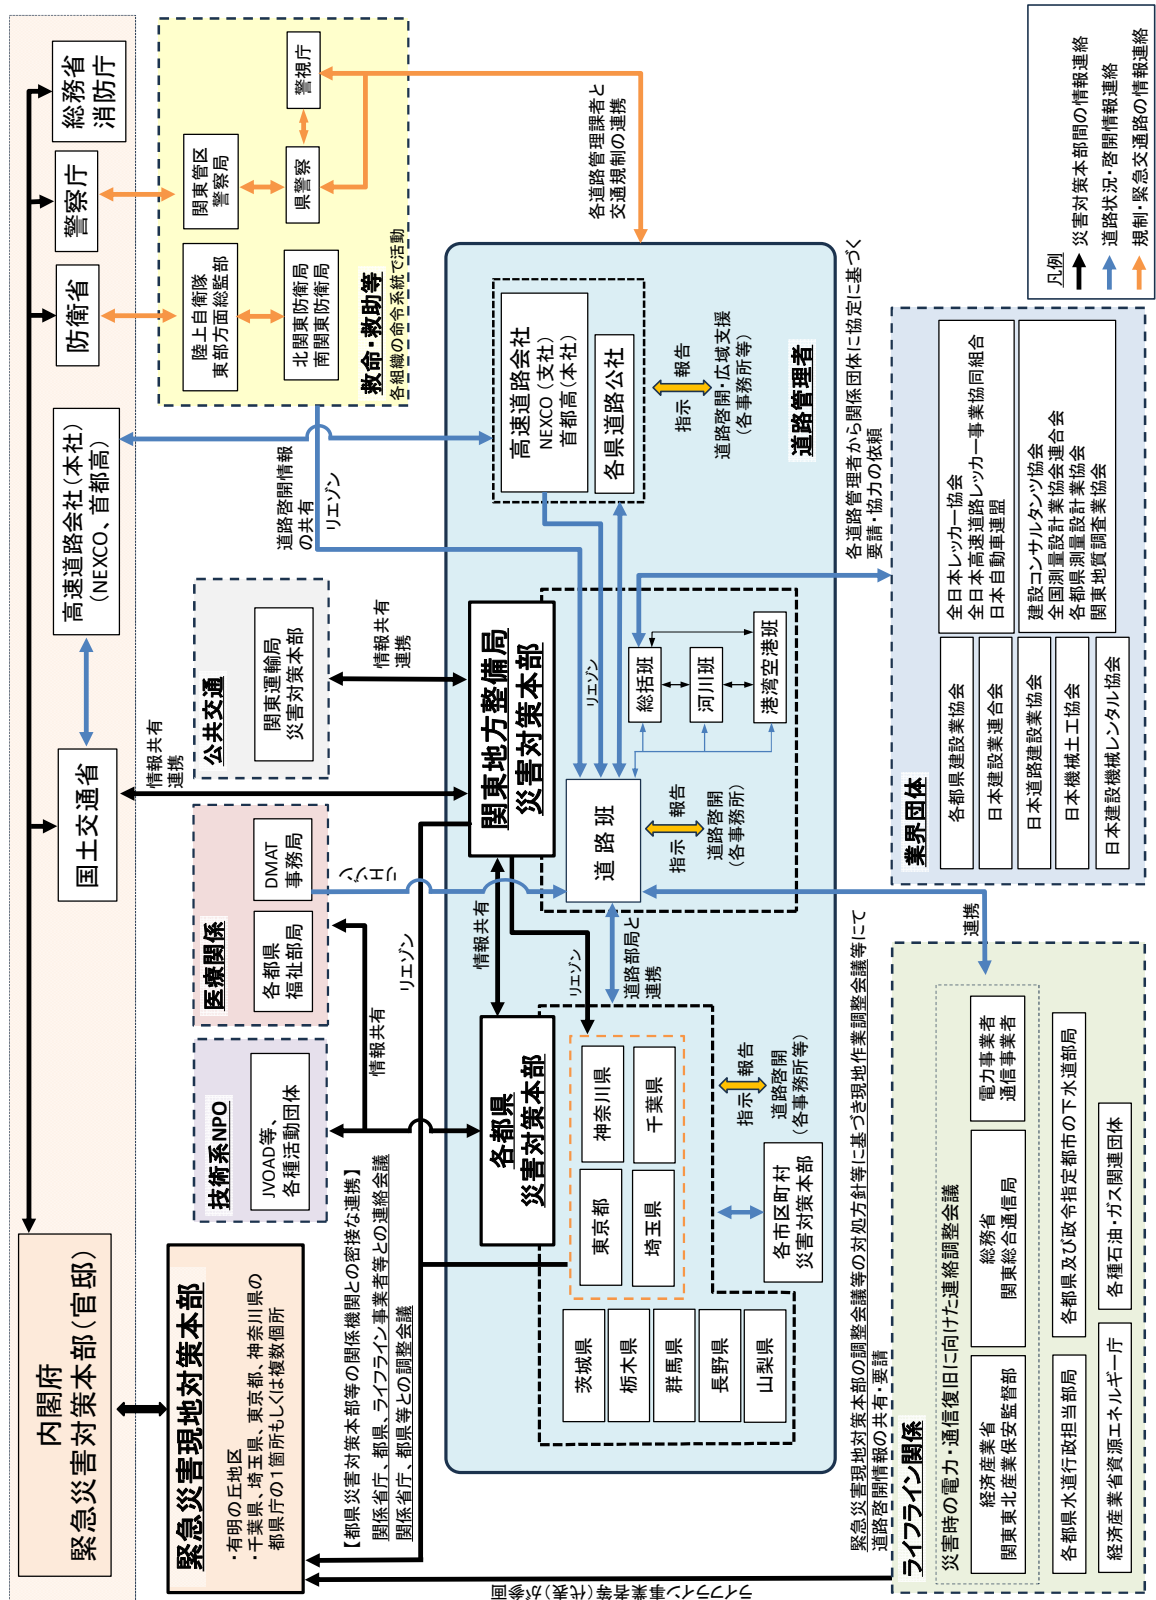 内閣府
緊急災害対策本部(官邸)
国土交通省
高速道路会社(本社)
(NEXCO、首都高)
防衛省
警察庁
総務省
消防庁
緊急災害現地対策本部
・有明の丘地区
・千葉県、埼玉県、東京都、神奈川県の
都県庁の1箇所もしくは複数個所
技術系NPO
JVOAD等、
各種活動団体
医療関係
各都県
福祉部局
DMAT
事務局
公共交通
関東運輸局
災害対策本部
救命・救助等
各組織の命令系統で活動
陸上自衛隊
東部方面総監部
北関東防衛局
南関東防衛局
関東管区
警察局
県警察
警視庁
情報共有
連携
情報共有
連携
道路啓開情報
の共有
リエゾン
リエゾン
情報共有
リエゾン
各道路管理課者と
交通規制の連携
【都県災害対策本部等の関係機関との密接な連携】
関係省庁、都県、ライフライン事業者等との連絡会議
関係省庁、都県等との調整会議
各都県
災害対策本部
関東地方整備局
災害対策本部
情報共有
リエゾン
道路部局と
連携
東京都
神奈川県
埼玉県
千葉県
茨城県
栃木県
群馬県
長野県
山梨県
指示
報告
道路啓開
(各事務所等)
各市区町村
災害対策本部
道路班
リエゾン
総括班
河川班
港湾空港班
指示
報告
道路啓開
(各事務所)
高速道路会社
NEXCO(支社)
首都高(本社)
各県道路公社
指示
報告
道路啓開・広域支援
(各事務所等)
道路管理者
ライフライン事業者等(代表)が参画
緊急災害現地対策本部の調整会議等の対処方針等に基づき現地作業調整会議等にて
道路啓開情報の共有・要請
連携
各道路管理者から関係団体に協定に基づく
要請・協力の依頼
ライフライン関係
災害時の電力・通信復旧に向けた連絡調整会議
経済産業省
関東東北産業保安監督部
総務省
関東総合通信局
電力事業者
通信事業者
各都県水道行政担当部局
各都県及び政令指定都市の下水道部局
経済産業省資源エネルギー庁
各種石油・ガス関連団体
業界団体
各都県建設業協会
日本建設業連合会
日本道路建設業協会
日本機械土工協会
日本建設機械レンタル協会
全日本レッカー協会
全日本高速道路レッカー事業協同組合
日本自動車連盟
建設コンサルタンツ協会
全国測量設計業協会連合会
各都県測量設計業協会
関東地質調査業協会
凡例
災害対策本部間の情報連絡
道路状況・啓開情報連絡
規制・緊急交通路の情報連絡